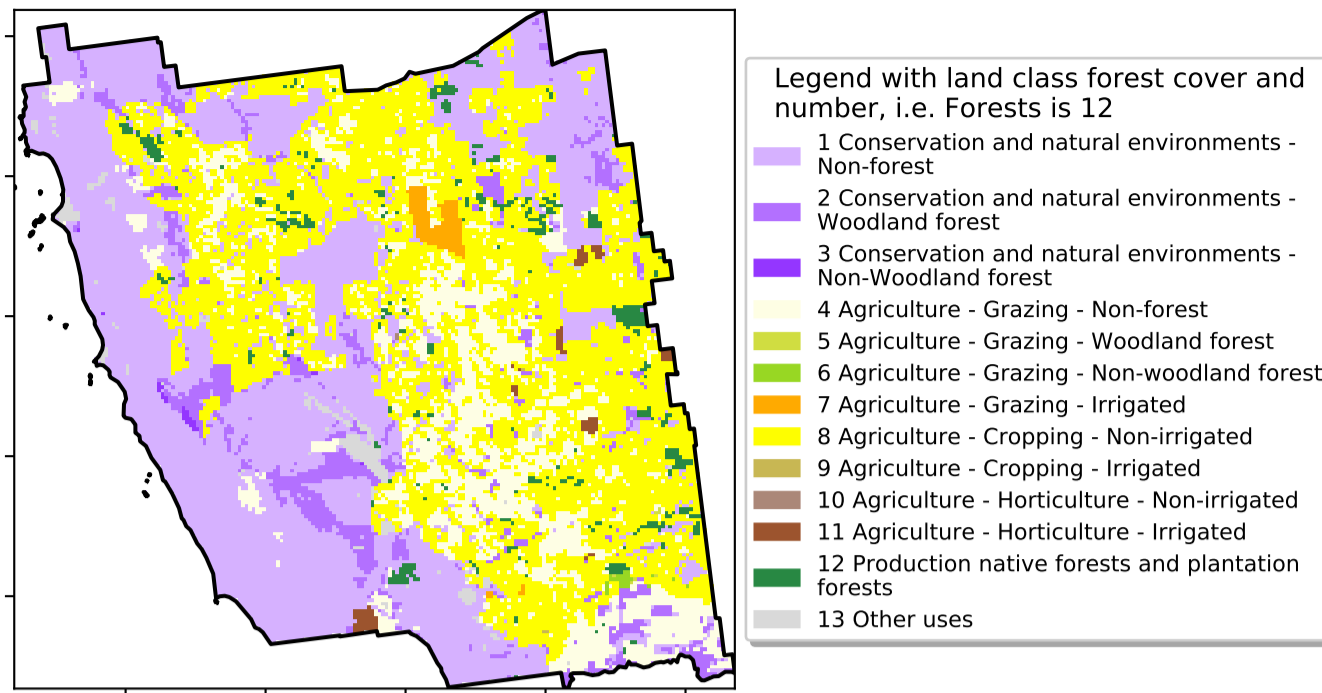 Legend with land class forest cover and
number, i.e. Forests is 12
1 Conservation and natural environments -
Non-forest
2 Conservation and natural environments -
Woodland forest
3 Conservation and natural environments -
Non-Woodland forest
4 Agriculture - Grazing - Non-forest
5 Agriculture - Grazing - Woodland forest
6 Agriculture - Grazing - Non-woodland forest
7 Agriculture - Grazing - Irrigated
8 Agriculture - Cropping - Non-irrigated
9 Agriculture - Cropping - Irrigated
10 Agriculture - Horticulture - Non-irrigated
11 Agriculture - Horticulture - Irrigated
12 Production native forests and plantation
forests
13 Other uses